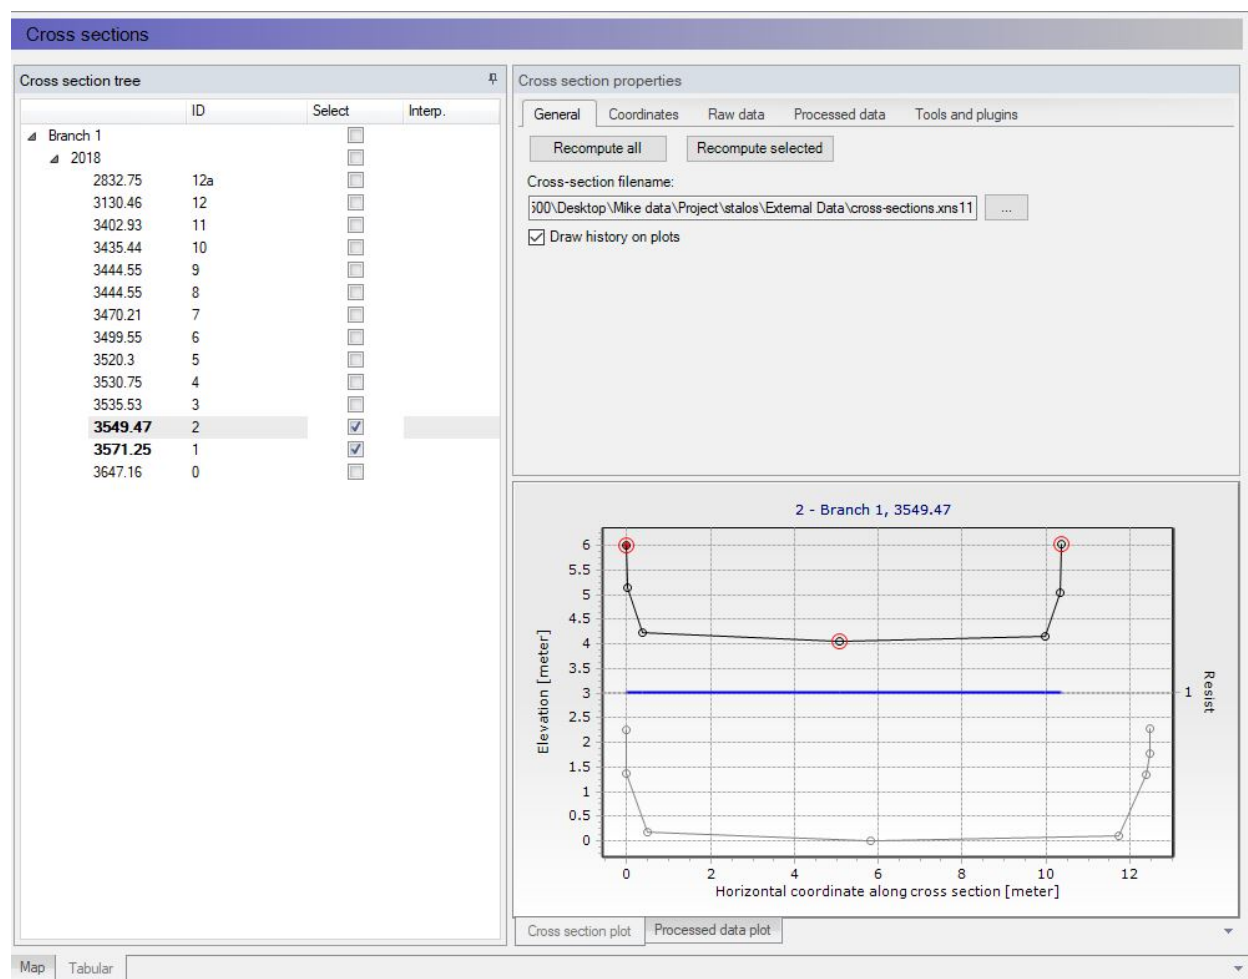 Cross sections
Cross section tree
ID Select Interp.
Branch 1
2018
2832.75 12a
3130.46 12
3402.93 11
3435.44 10
3444.55 9
3444.55 8
3470.21 7
3499.55 6
3520.3 5
3530.75 4
3535.53 3
3549.47 2
3571.25 1
3647.16 0
Cross section properties
General Coordinates Raw data Processed data Tools and plugins
Recompute all Recompute selected
Cross-section filename:
500\Desktop\Mike data\Project\stalos\External Data\cross-sections.xns11 ...
Draw history on plots
2 - Branch 1, 3549.47
6
5.5
5
4.5
4
3.5
3
2.5
2
1.5
1
0.5
0
Elevation [meter]
1
Resist
0 2 4 6 8 10 12
Horizontal coordinate along cross section [meter]
Cross section plot Processed data plot
Map Tabular